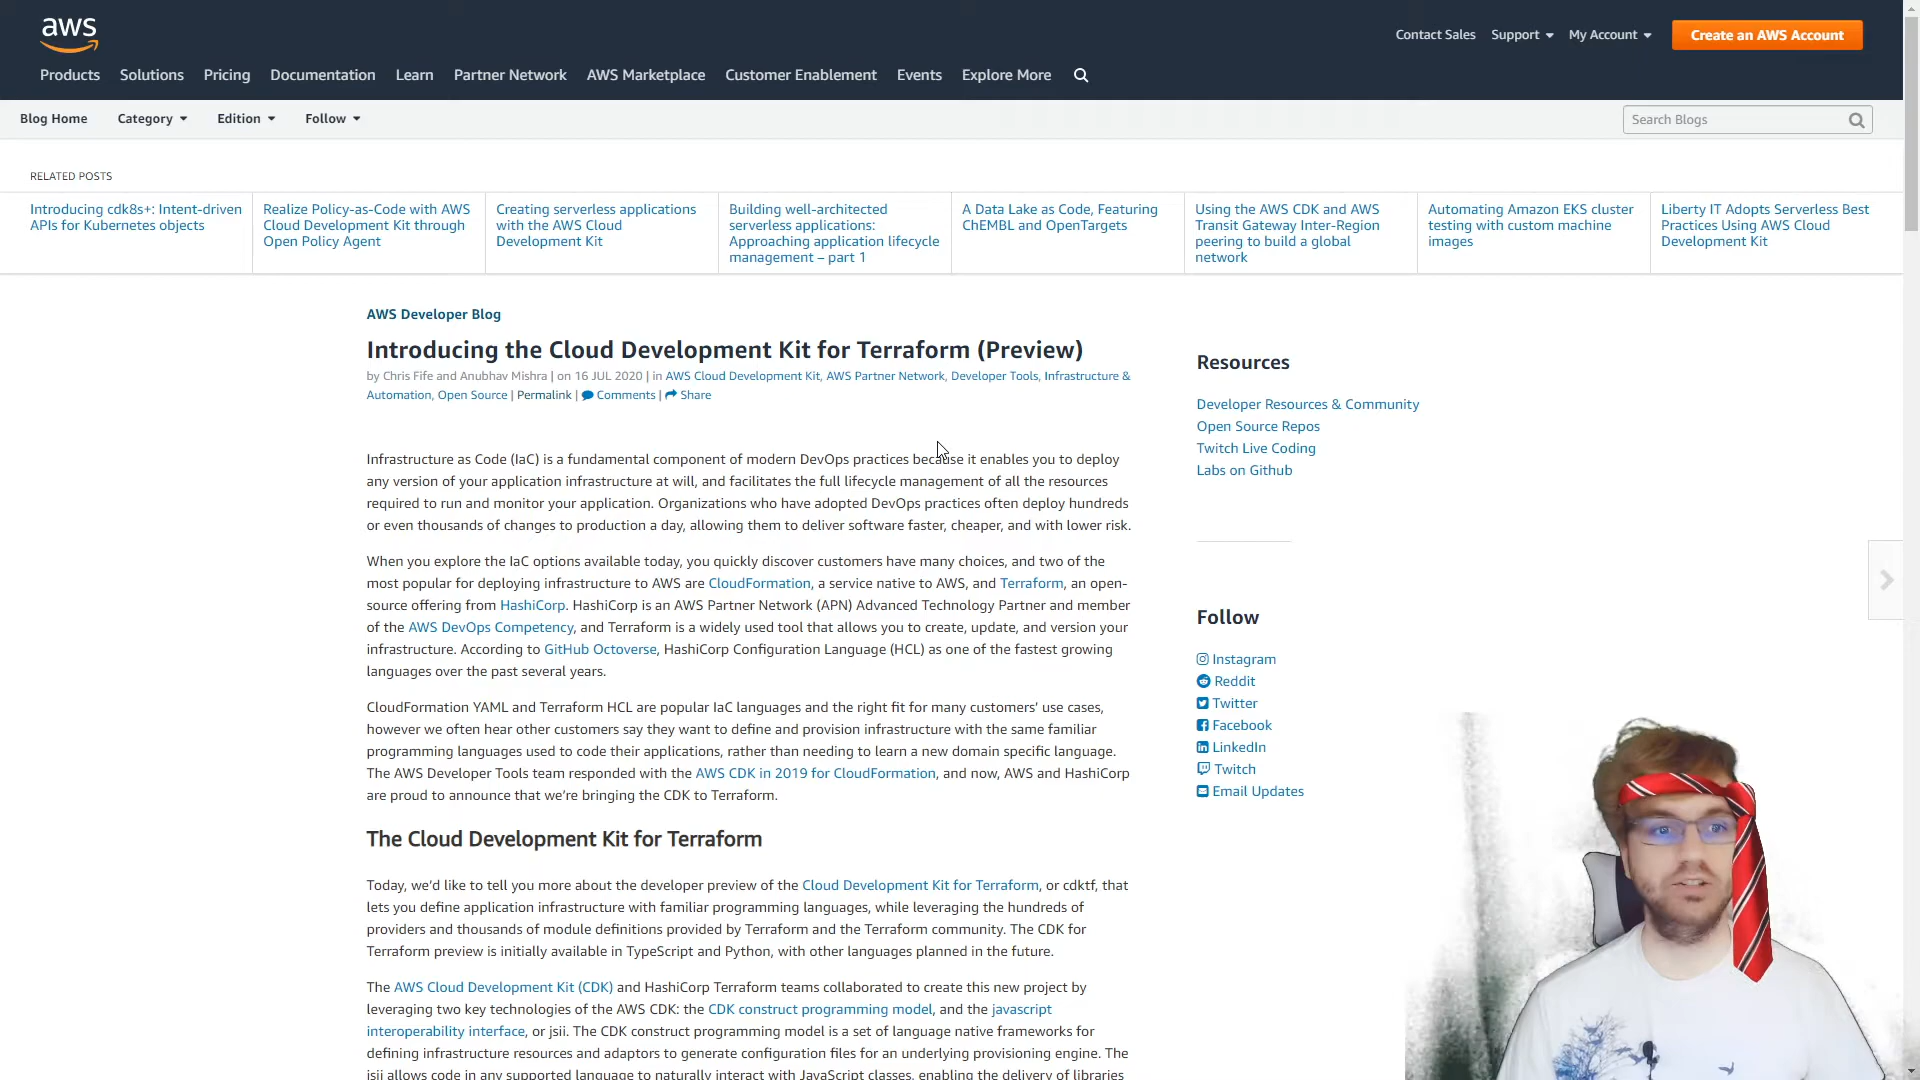 aws
Contact Sales Support My Account Create an AWS Account
Products Solutions Pricing Documentation Learn Partner Network AWS Marketplace Customer Enablement Events Explore More
Blog Home Category Edition Follow Search Blogs
RELATED POSTS
Introducing cdk8s+: Intent-driven
APIs for Kubernetes objects
Realize Policy-as-Code with AWS
Cloud Development Kit through
Open Policy Agent
Creating serverless applications
with the AWS Cloud
Development Kit
Building well-architected
serverless applications:
Approaching application lifecycle
management – part 1
A Data Lake as Code, Featuring
ChEMBL and OpenTargets
Using the AWS CDK and AWS
Transit Gateway Inter-Region
peering to build a global
network
Automating Amazon EKS cluster
testing with custom machine
images
Liberty IT Adopts Serverless Best
Practices Using AWS Cloud
Development Kit
AWS Developer Blog
Introducing the Cloud Development Kit for Terraform (Preview)
by Chris Fife and Anubhav Mishra | on 16 JUL 2020 | in AWS Cloud Development Kit, AWS Partner Network, Developer Tools, Infrastructure &
Automation, Open Source | Permalink | Comments | Share
Infrastructure as Code (IaC) is a fundamental component of modern DevOps practices because it enables you to deploy
any version of your application infrastructure at will, and facilitates the full lifecycle management of all the resources
required to run and monitor your application. Organizations who have adopted DevOps practices often deploy hundreds
or even thousands of changes to production a day, allowing them to deliver software faster, cheaper, and with lower risk.
When you explore the IaC options available today, you quickly discover customers have many choices, and two of the
most popular for deploying infrastructure to AWS are CloudFormation, a service native to AWS, and Terraform, an open-
source offering from HashiCorp. HashiCorp is an AWS Partner Network (APN) Advanced Technology Partner and member
of the AWS DevOps Competency, and Terraform is a widely used tool that allows you to create, update, and version your
infrastructure. According to GitHub Octoverse, HashiCorp Configuration Language (HCL) as one of the fastest growing
languages over the past several years.
CloudFormation YAML and Terraform HCL are popular IaC languages and the right fit for many customers’ use cases,
however we often hear other customers say they want to define and provision infrastructure with the same familiar
programming languages used to code their applications, rather than needing to learn a new domain specific language.
The AWS Developer Tools team responded with the AWS CDK in 2019 for CloudFormation, and now, AWS and HashiCorp
are proud to announce that we’re bringing the CDK to Terraform.
The Cloud Development Kit for Terraform
Today, we’d like to tell you more about the developer preview of the Cloud Development Kit for Terraform, or cdktf, that
lets you define application infrastructure with familiar programming languages, while leveraging the hundreds of
providers and thousands of module definitions provided by Terraform and the Terraform community. The CDK for
Terraform preview is initially available in TypeScript and Python, with other languages planned in the future.
The AWS Cloud Development Kit (CDK) and HashiCorp Terraform teams collaborated to create this new project by
leveraging two key technologies of the AWS CDK: the CDK construct programming model, and the javascript
interoperability interface, or jsii. The CDK construct programming model is a set of language native frameworks for
defining infrastructure resources and adaptors to generate configuration files for an underlying provisioning engine. The
jsii allows code in any supported language to naturally interact with JavaScript classes, enabling the delivery of libraries
Resources
Developer Resources & Community
Open Source Repos
Twitch Live Coding
Labs on Github
Follow
Instagram
Reddit
Twitter
Facebook
LinkedIn
Twitch
Email Updates